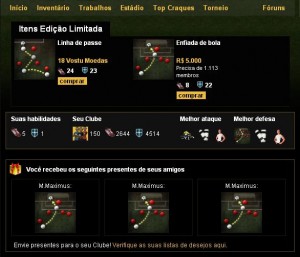 Início Inventário Trabalhos Estádio Top Craques Torneio Fóruns
Itens Edição Limitada
Linha de passe
18 Vostu Moedas
24 23
comprar
Enfiada de bola
R$ 5.000
Precisa de 1 113
membros
8 22
comprar
Suas habilidades
5 1
Seu Clube
150 2644 4514
Melhor ataque
Melhor defesa
Você recebeu os seguintes presentes de seus amigos
M.Maximus: M.Maximus: M.Maximus:
Envie presentes para o seu Clube! Verifique as suas listas de desejos aqui.